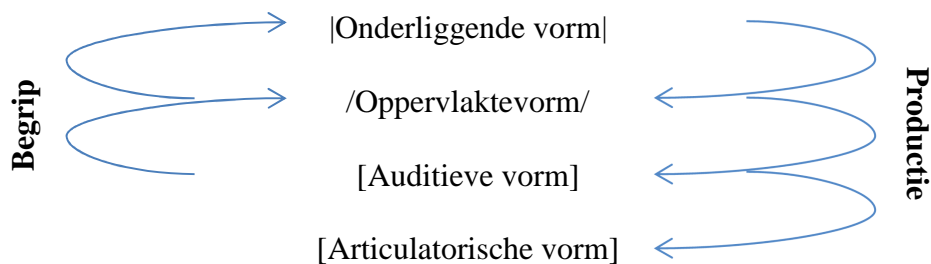 |Onderliggende vorm|
Begrip
/Oppervlaktevorm/
Productie
[Auditieve vorm]
[Articulatorische vorm]